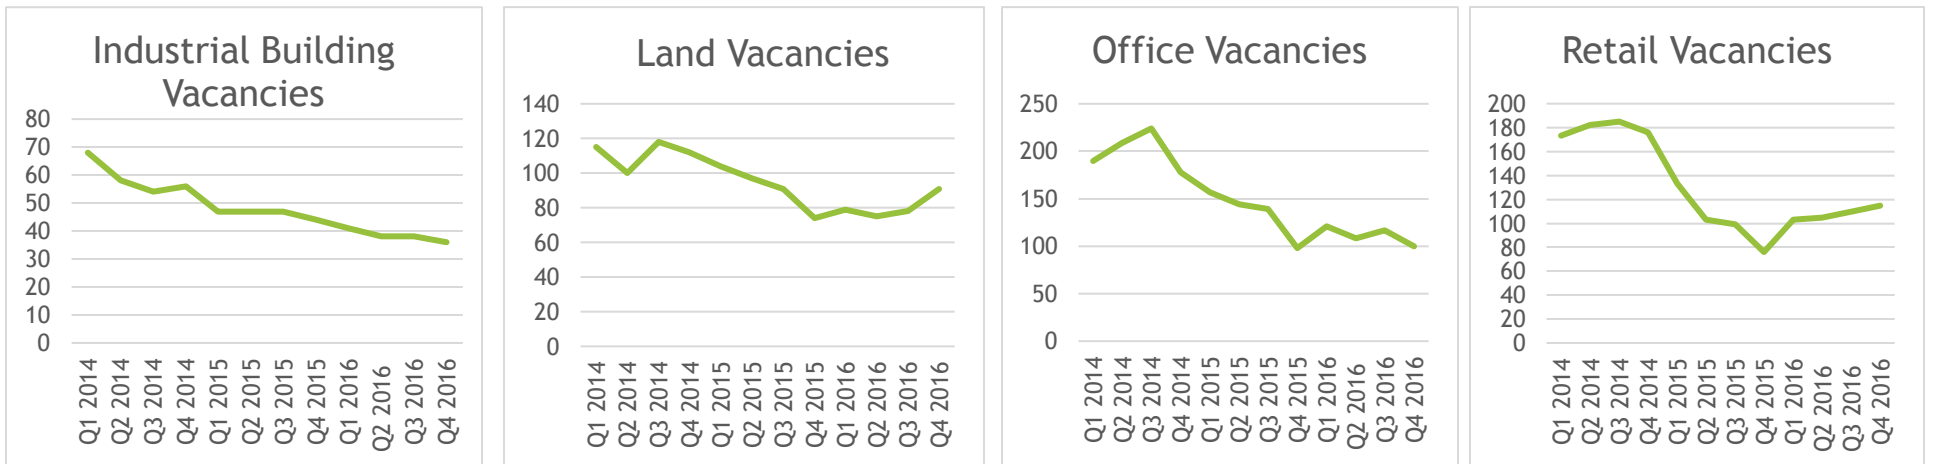 Industrial Building
Vacancies
80
70
60
50
40
30
20
10
0
Q1 2014
Q2 2014
Q3 2014
Q4 2014
Q1 2015
Q2 2015
Q3 2015
Q4 2015
Q1 2016
Q2 2016
Q3 2016
Q4 2016
Land Vacancies
140
120
100
80
60
40
20
0
Q1 2014
Q2 2014
Q3 2014
Q4 2014
Q1 2015
Q2 2015
Q3 2015
Q4 2015
Q1 2016
Q2 2016
Q3 2016
Q4 2016
Office Vacancies
250
200
150
100
50
0
Q1 2014
Q2 2014
Q3 2014
Q4 2014
Q1 2015
Q2 2015
Q3 2015
Q4 2015
Q1 2016
Q2 2016
Q3 2016
Q4 2016
Retail Vacancies
200
180
160
140
120
100
80
60
40
20
0
Q1 2014
Q2 2014
Q3 2014
Q4 2014
Q1 2015
Q2 2015
Q3 2015
Q4 2015
Q1 2016
Q2 2016
Q3 2016
Q4 2016